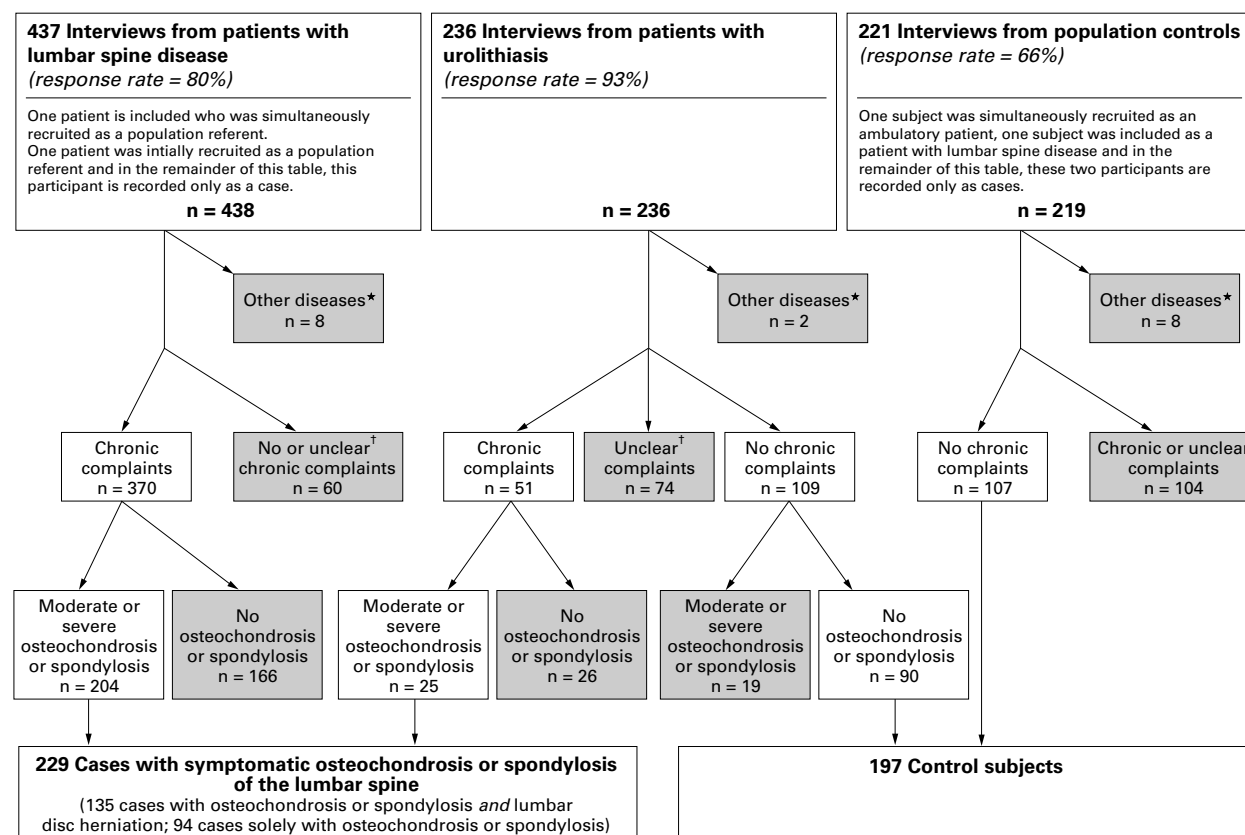 437 Interviews from patients with
lumbar spine disease
(response rate = 80%)
One patient is included who was simultaneously
recruited as a population referent.
One patient was intially recruited as a population
referent and in the remainder of this table, this
participant is recorded only as a case.
n = 438
236 Interviews from patients with
urolithiasis
(response rate = 93%)
n = 236
221 Interviews from population controls
(response rate = 66%)
One subject was simultaneously recruited as an
ambulatory patient, one subject was included as a
patient with lumbar spine disease and in the
remainder of this table, these two participants are
recorded only as cases.
n = 219
Other diseases★
n = 8
Other diseases★
n = 2
Other diseases★
n = 8
Chronic
complaints
n = 370
No or unclear†
chronic complaints
n = 60
Chronic
complaints
n = 51
Unclear†
complaints
n = 74
No chronic
complaints
n = 109
No chronic
complaints
n = 107
Chronic or unclear
complaints
n = 104
Moderate or
severe
osteochondrosis
or spondylosis
n = 204
No
osteochondrosis
or spondylosis
n = 166
Moderate or
severe
osteochondrosis
or spondylosis
n = 25
No
osteochondrosis
or spondylosis
n = 26
Moderate or
severe
osteochondrosis
or spondylosis
n = 19
No
osteochondrosis
or spondylosis
n = 90
229 Cases with symptomatic osteochondrosis or spondylosis
of the lumbar spine
(135 cases with osteochondrosis or spondylosis and lumbar
disc herniation; 94 cases solely with osteochondrosis or spondylosis)
197 Control subjects